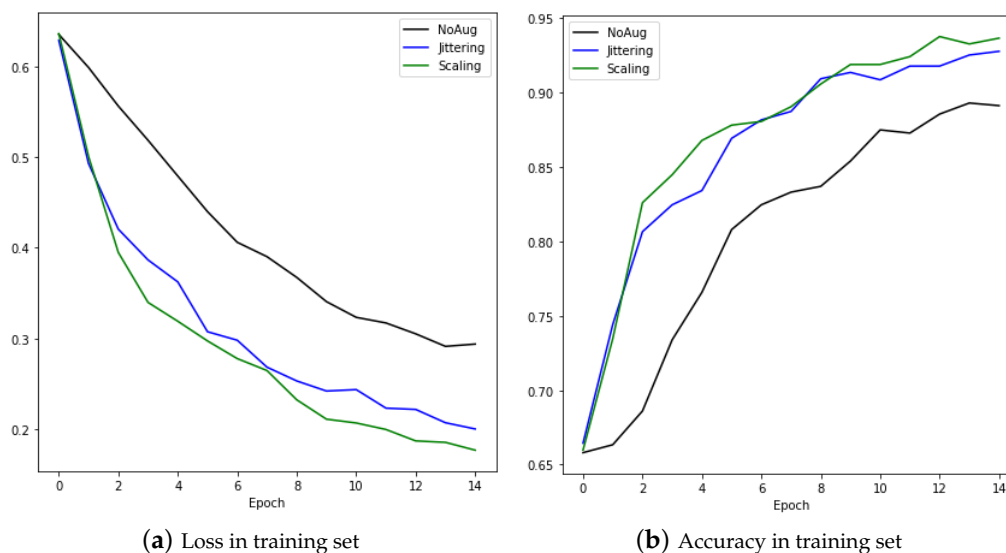 NoAug
Jittering
Scaling
0.6
0.5
0.4
0.3
0.2
0 2 4 6 8 10 12 14
Epoch
(a) Loss in training set
NoAug
Jittering
Scaling
0.95
0.90
0.85
0.80
0.75
0.70
0.65
0 2 4 6 8 10 12 14
Epoch
(b) Accuracy in training set